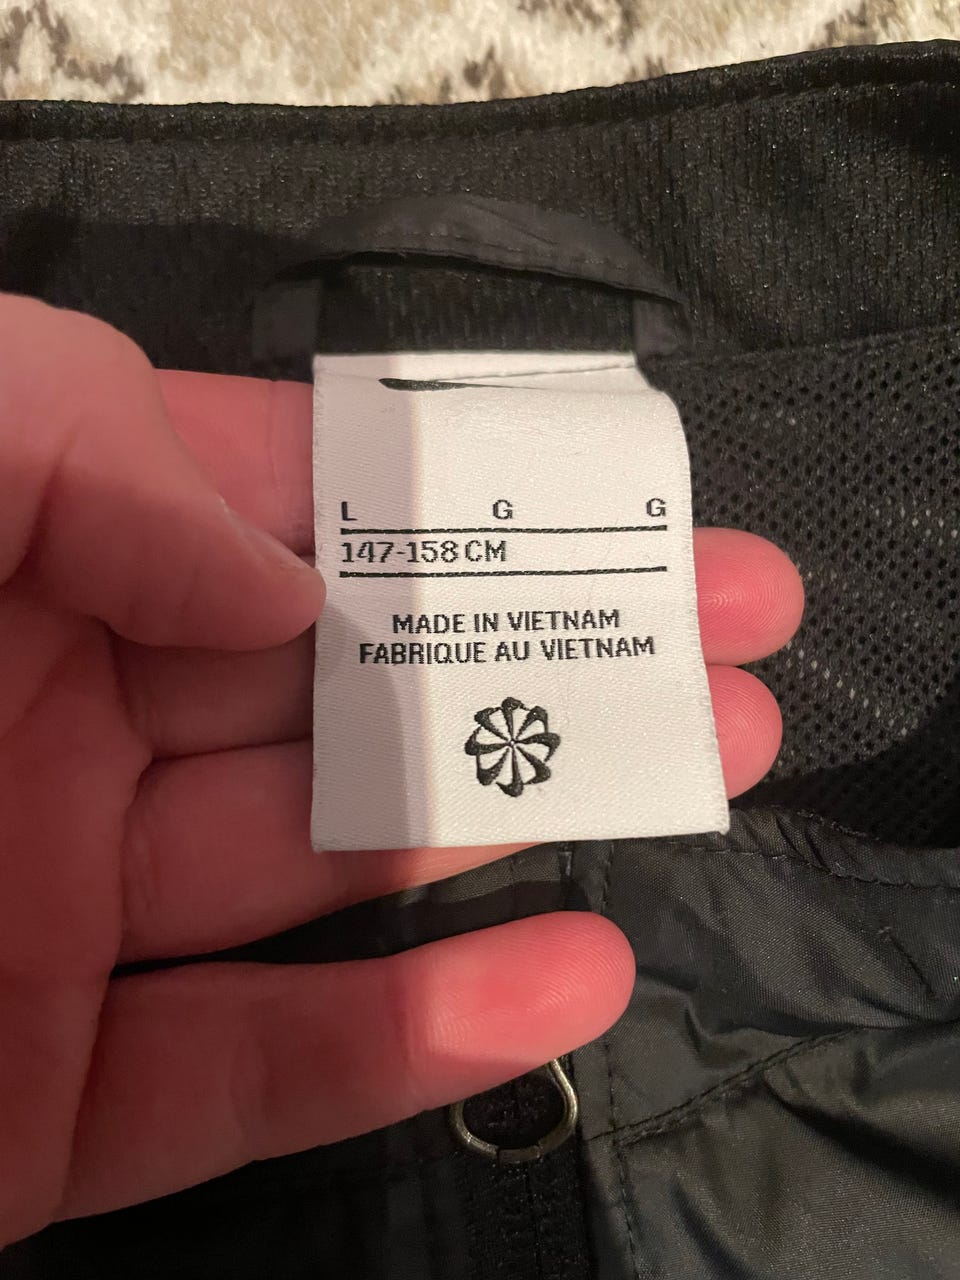 L G G
147-158 CM
MADE IN VIETNAM
FABRIQUE AU VIETNAM